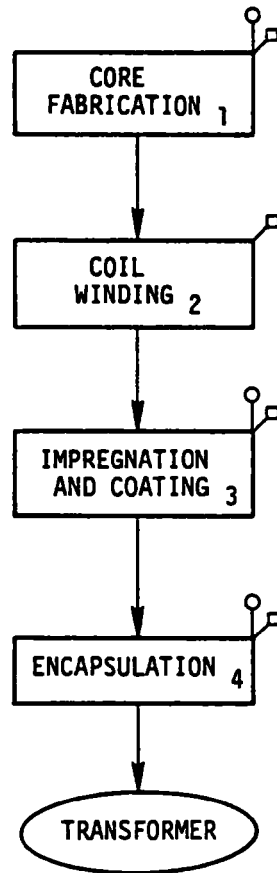 CORE
FABRICATION 1
COIL
WINDING 2
IMPREGNATION
AND COATING 3
ENCAPSULATION 4
TRANSFORMER